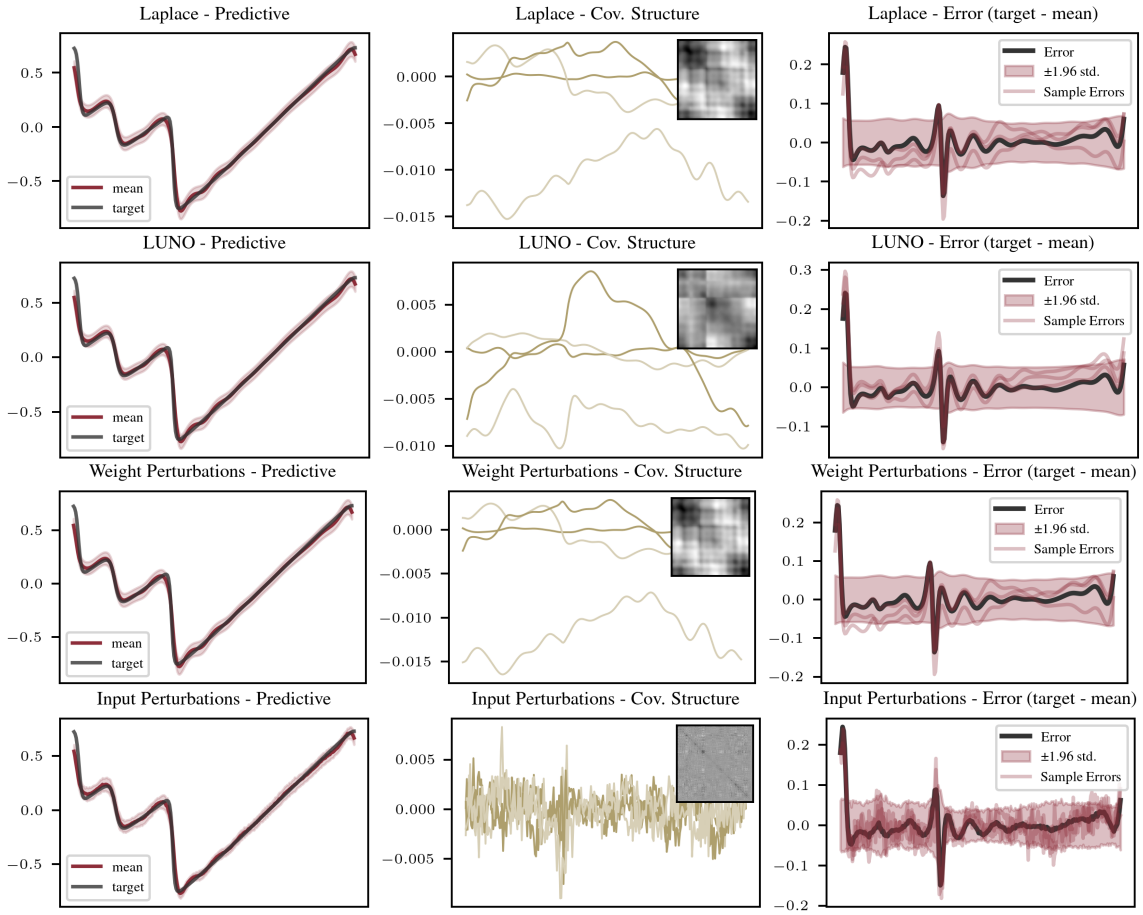 Laplace - Predictive
0.5
0.0
−0.5
mean
target
Laplace - Cov. Structure
0.000
−0.005
−0.010
−0.015
Laplace - Error (target - mean)
0.2
0.1
0.0
−0.1
−0.2
Error
±1.96 std.
Sample Errors
LUNO - Predictive
0.5
0.0
−0.5
mean
target
LUNO - Cov. Structure
0.005
0.000
−0.005
−0.010
LUNO - Error (target - mean)
0.3
0.2
0.1
0.0
−0.1
Error
±1.96 std.
Sample Errors
Weight Perturbations - Predictive
0.5
0.0
−0.5
mean
target
Weight Perturbations - Cov. Structure
0.000
−0.005
−0.010
−0.015
Weight Perturbations - Error (target - mean)
0.2
0.1
0.0
−0.1
−0.2
Error
±1.96 std.
Sample Errors
Input Perturbations - Predictive
0.5
0.0
−0.5
mean
target
Input Perturbations - Cov. Structure
0.005
0.000
−0.005
Input Perturbations - Error (target - mean)
0.2
0.1
0.0
−0.1
−0.2
Error
±1.96 std.
Sample Errors